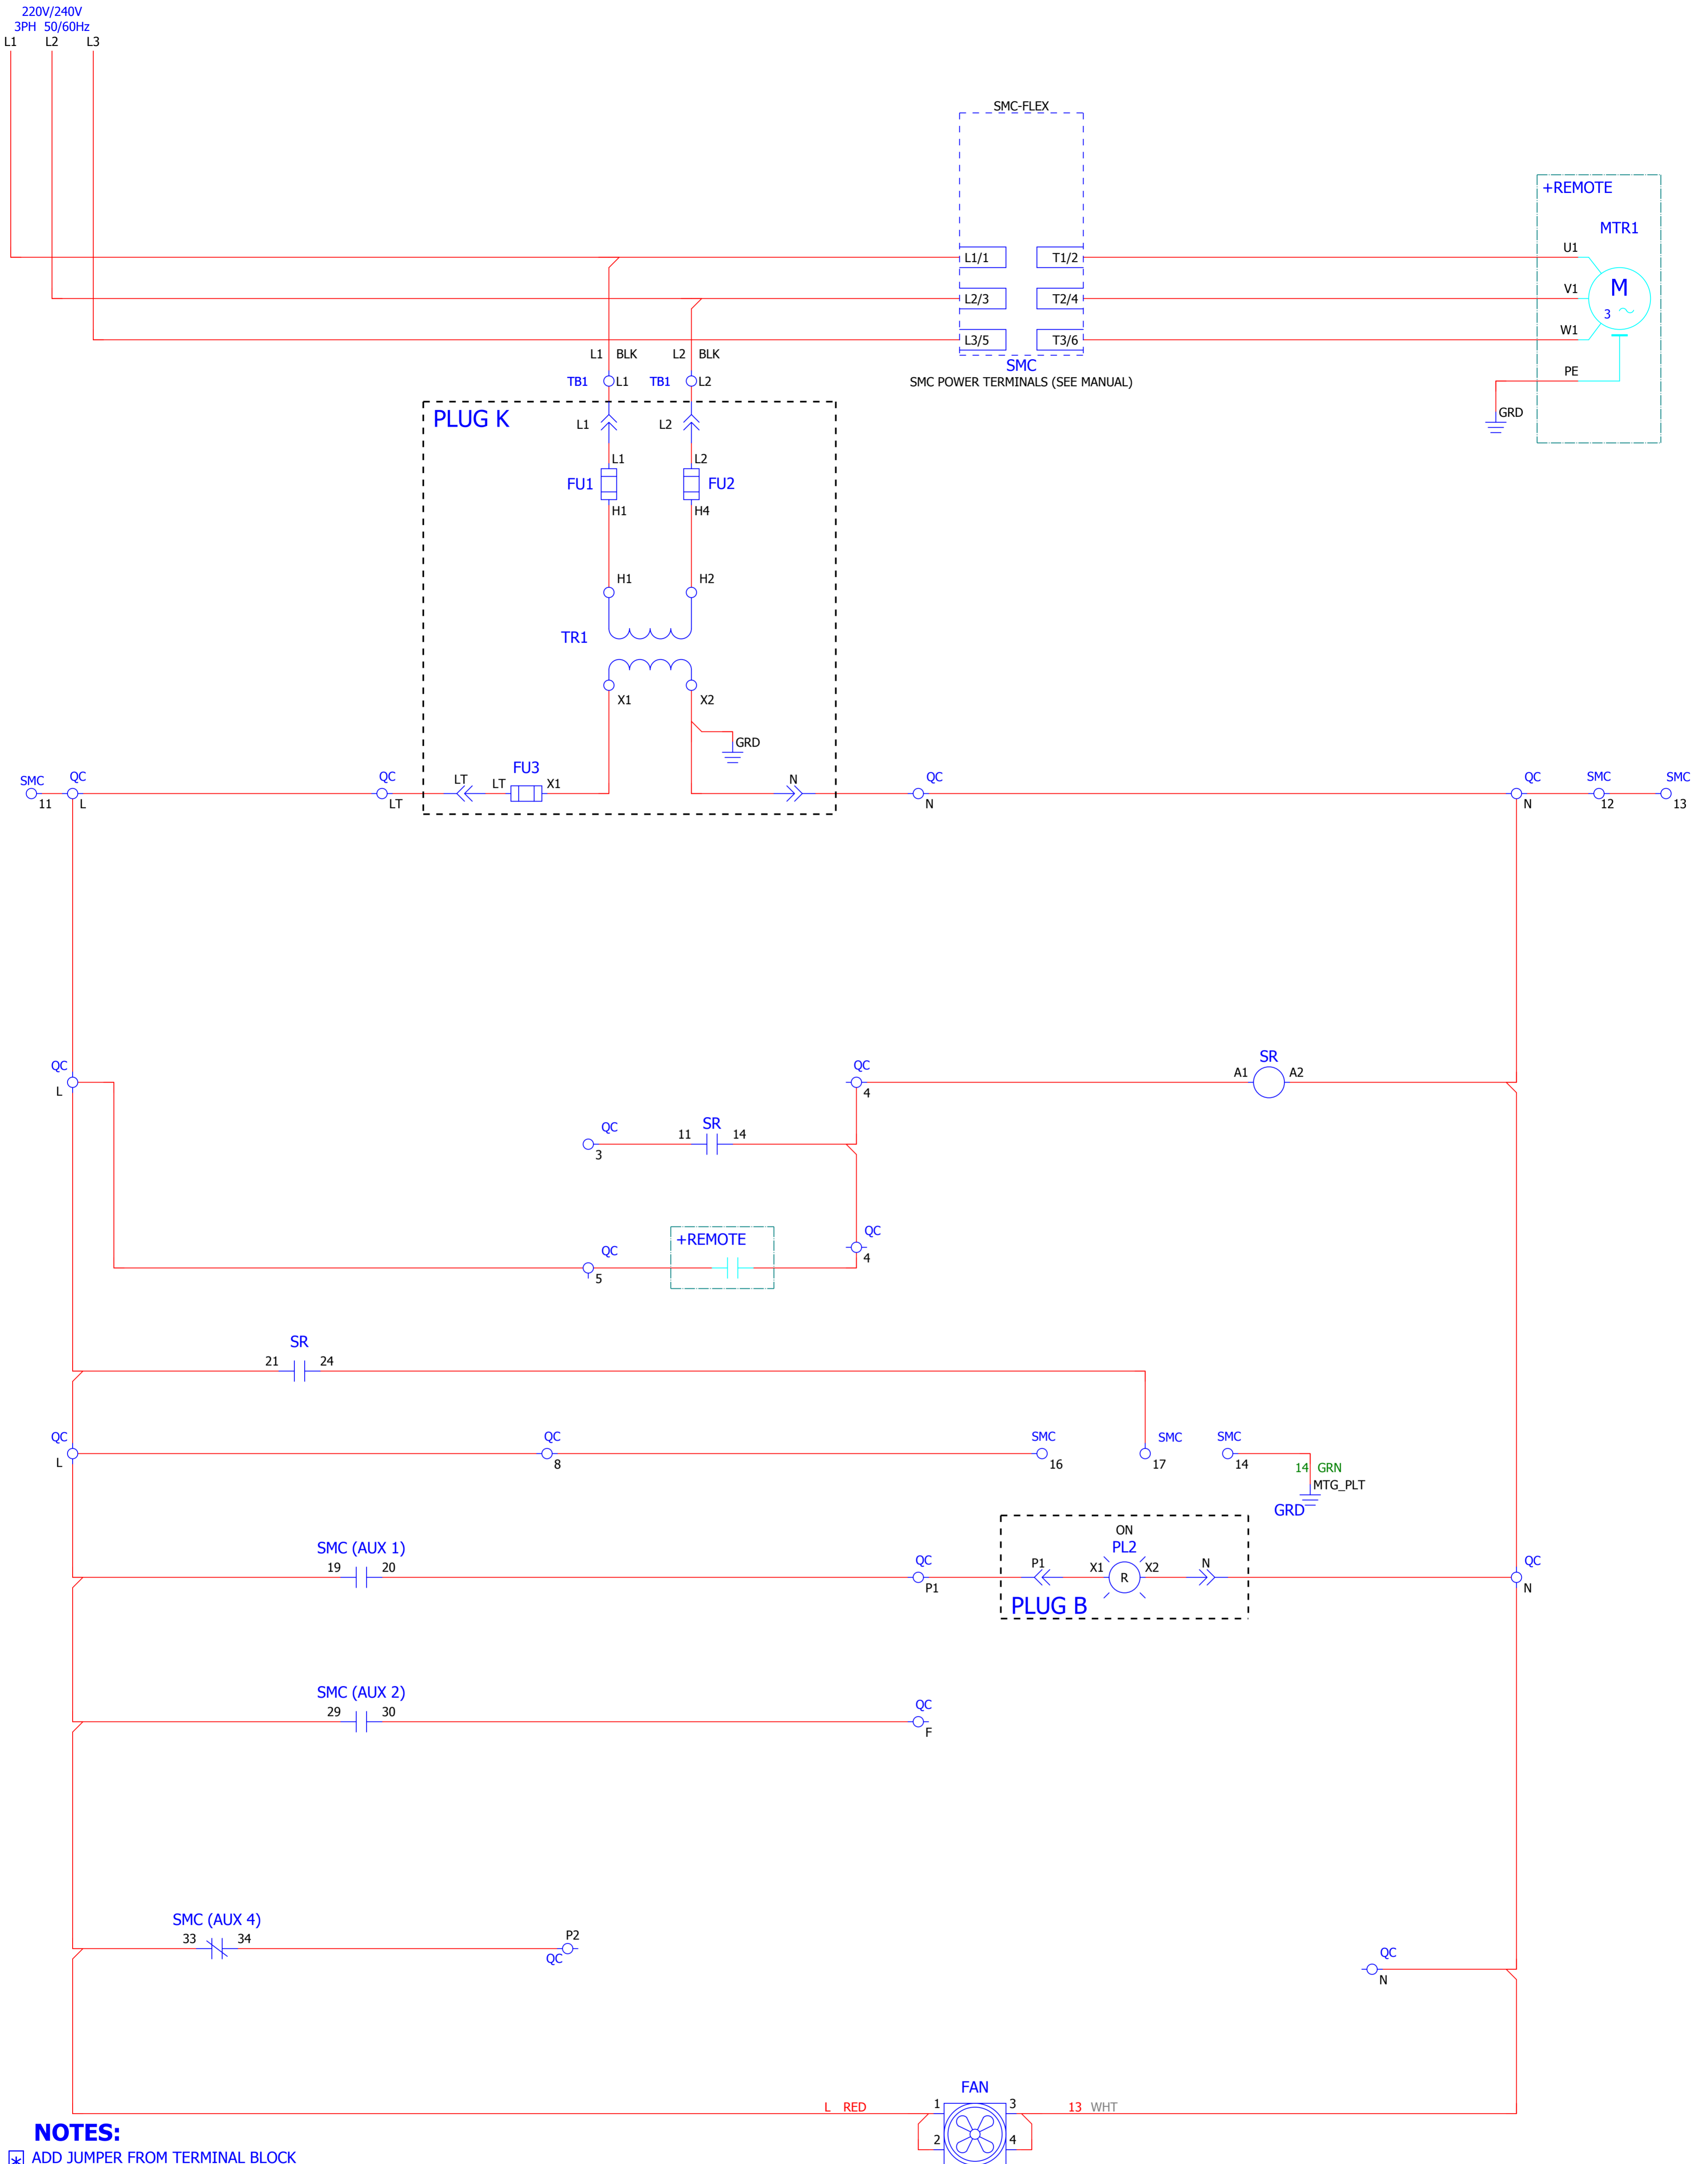 220V/240V
3PH 50/60Hz
L1 L2 L3
SMC-FLEX
+REMOTE
MTR1
U1
L1/1 T1/2
V1 M
L2/3 T2/4
3
W1
L3/5 T3/6
L1 BLK L2 BLK
SMC
PE
TB1 L1 TB1 L2
SMC POWER TERMINALS (SEE MANUAL)
GRD
PLUG K
L1 L2
L1 L2
FU1 FU2
H1 H4
H1 H2
TR1
X1 X2
GRD
FU3
SMC QC QC LT LT X1 N QC QC SMC SMC
11 L LT N N 12 13
QC QC SR
L 4 A1 A2
QC SR
3 11 14
QC
+REMOTE
QC 4
5
SR
21 24
QC QC SMC SMC SMC
L 8 16 17 14
14 GRN
MTG_PLT
GRD
ON
SMC (AUX 1) PL2
19 20 QC P1 X1 R X2 N QC
P1 N
PLUG B
SMC (AUX 2)
29 30 QC
F
SMC (AUX 4)
33 34 P2
QC QC
N
FAN
L RED 1 3 13 WHT
2 4
NOTES:
* ADD JUMPER FROM TERMINAL BLOCK